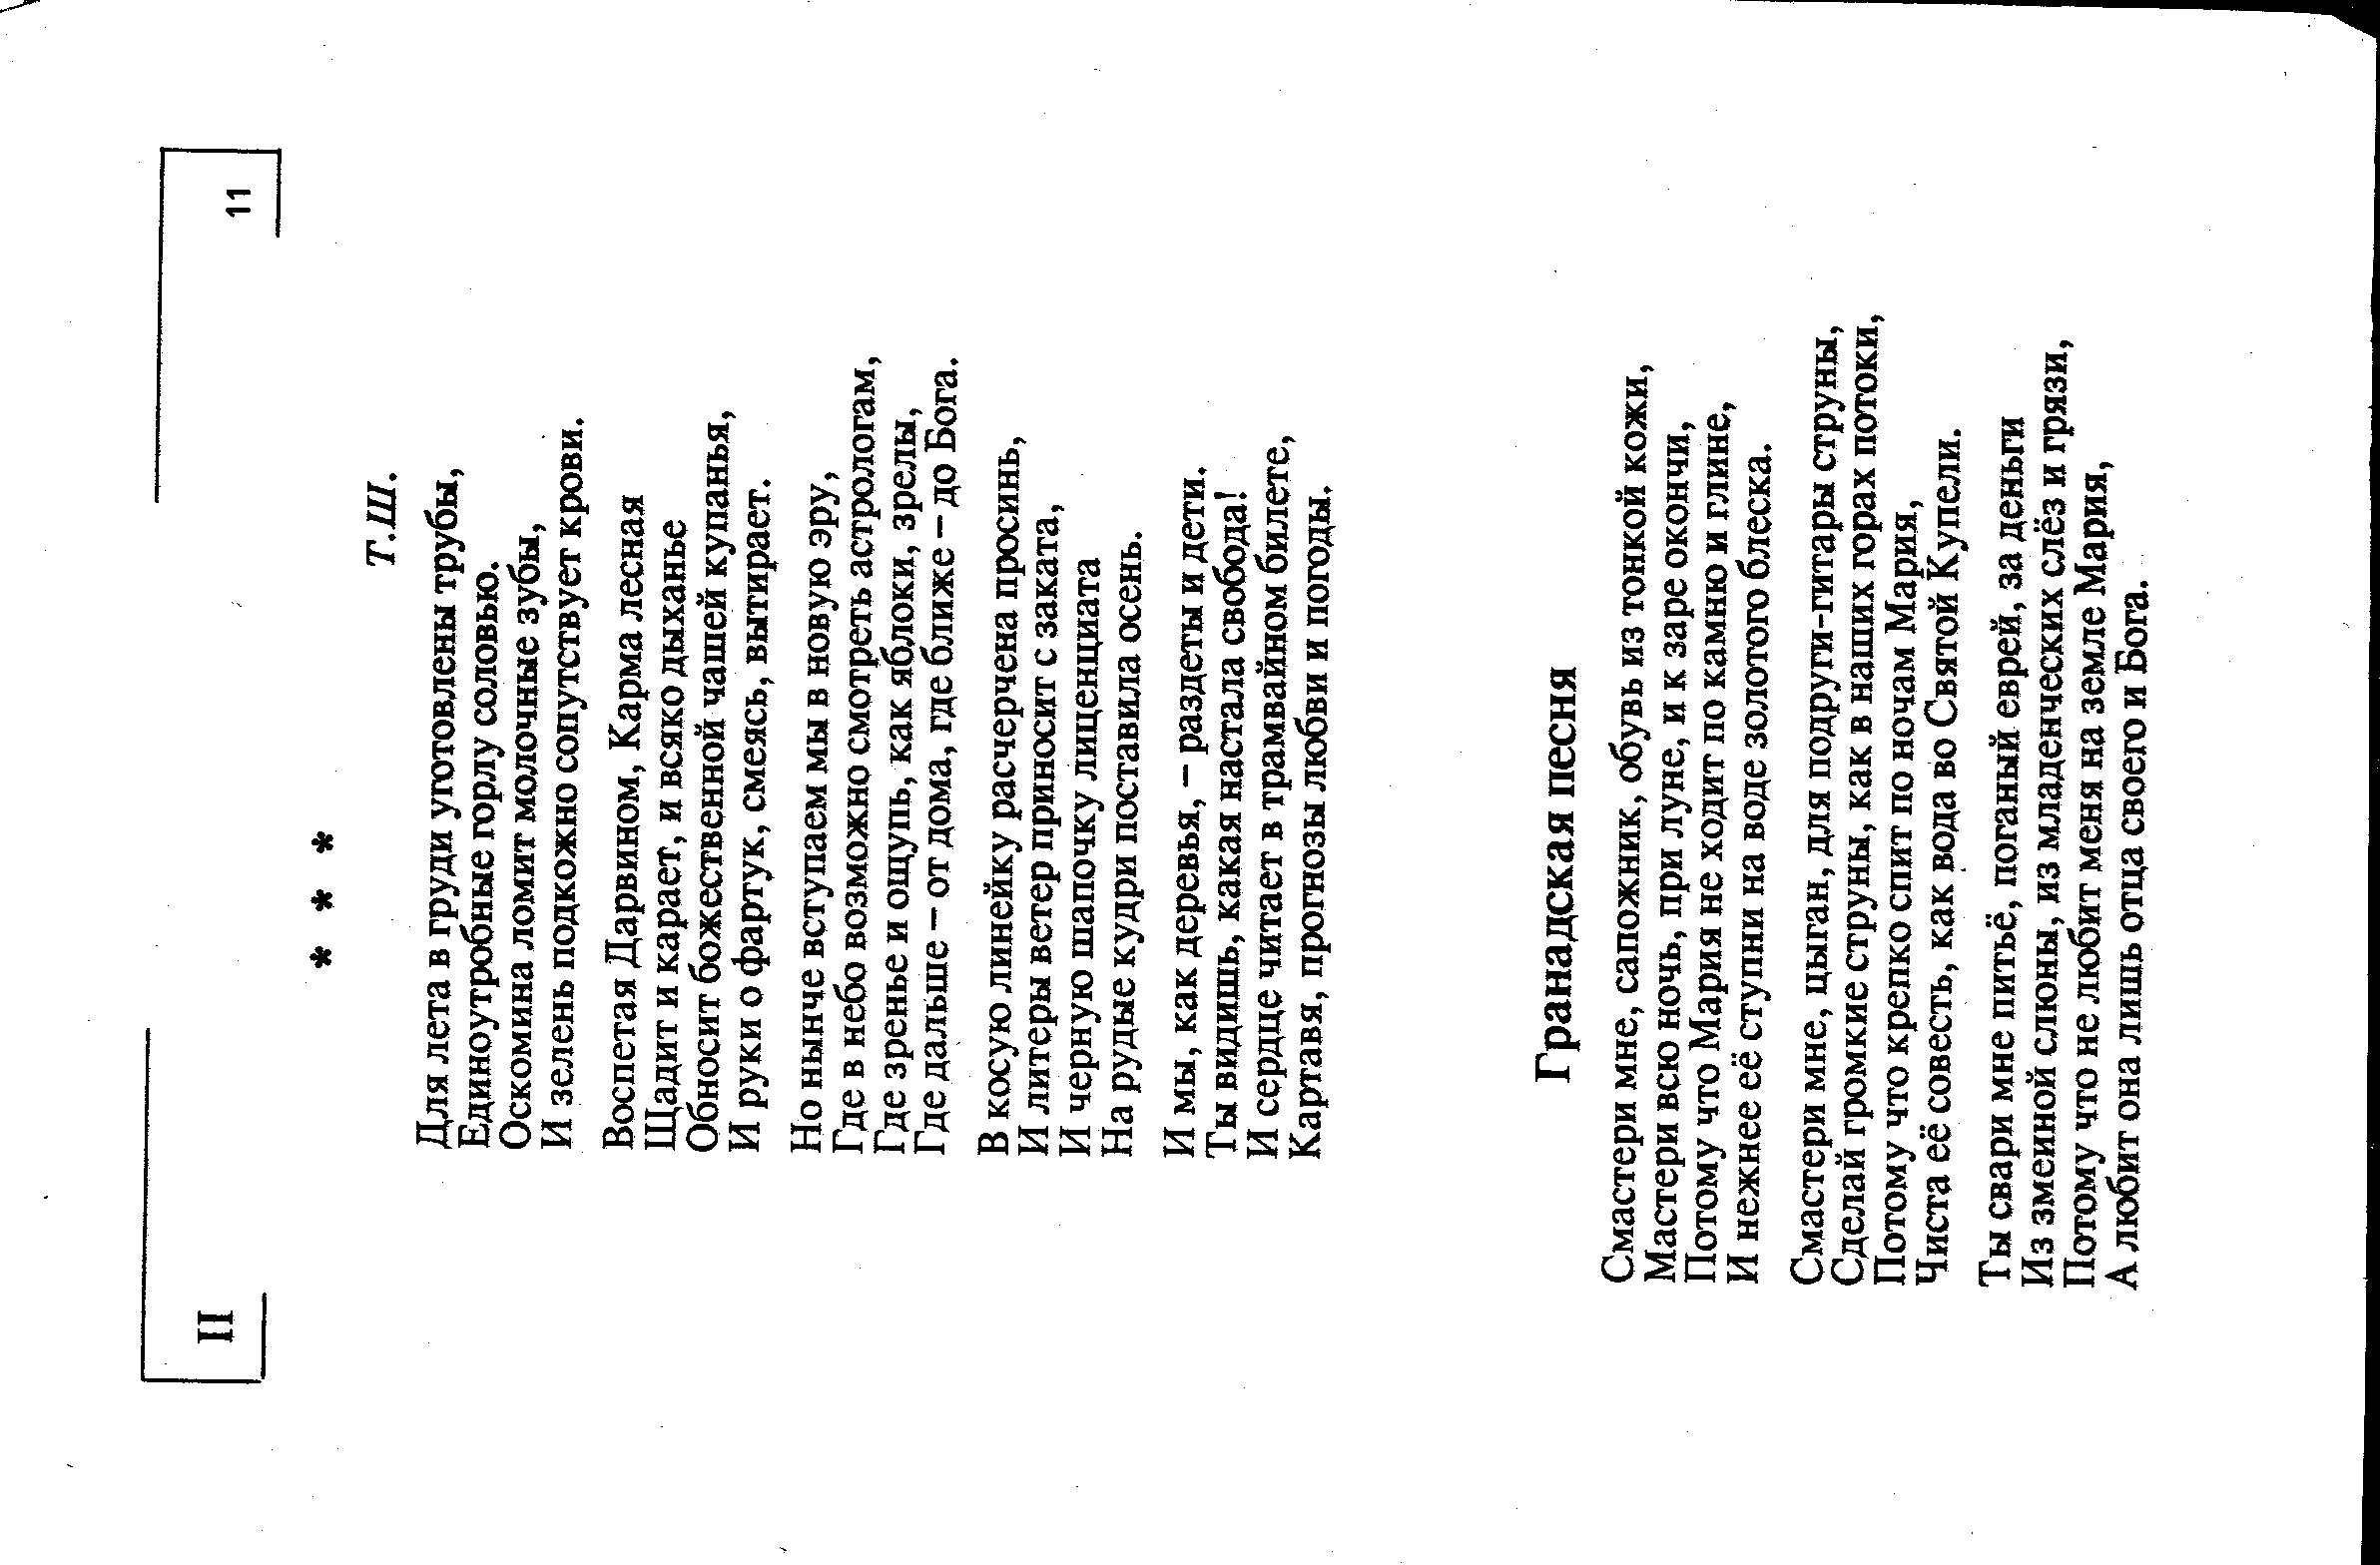 II
11
* * *
Т.Ш.
Для лета в груди уготовлены трубы,
Единоутробные горлу соловью.
Оскомина ломит молочные зубы,
И зелень подкожно сопутствует крови.
Воспетая Дарвином, Карма лесная
Щадит и карает, и всяко дыханье
Обносит божественной чашей купанья,
И руки о фартук, смеясь, вытирает.
Но нынче вступаем мы в новую эру,
Где в небо возможно смотреть астрологам,
Где зренье и ощупь, как яблоки, зрелы,
Где дальше – от дома, где ближе – до Бога.
В косую линейку расчерчена просинь,
И литеры ветер приносит с заката,
И черную шапочку лиценциата
На рудые кудри поставила осень.
И мы, как деревья, – раздеты и дети.
Ты видишь, какая настала свобода!
И сердце читает в трамвайном билете,
Картавя, прогнозы любви и погоды.
Гранадская песня
Смастери мне, сапожник, обувь из тонкой кожи,
Мастери всю ночь, при луне, и к заре окончи,
Потому что Мария не ходит по камню и глине,
И нежнее её ступни на воде золотого блеска.
Смастери мне, цыган, для подруги-гитары струны,
Сделай громкие струны, как в наших горах потоки,
Потому что крепко спит по ночам Мария,
Чиста её совесть, как вода во Святой Купели.
Ты свари мне питьё, поганый еврей, за деньги
Из змеиной слюны, из младенческих слёз и грязи,
Потому что не любит меня на земле Мария,
А любит она лишь отца своего и Бога.